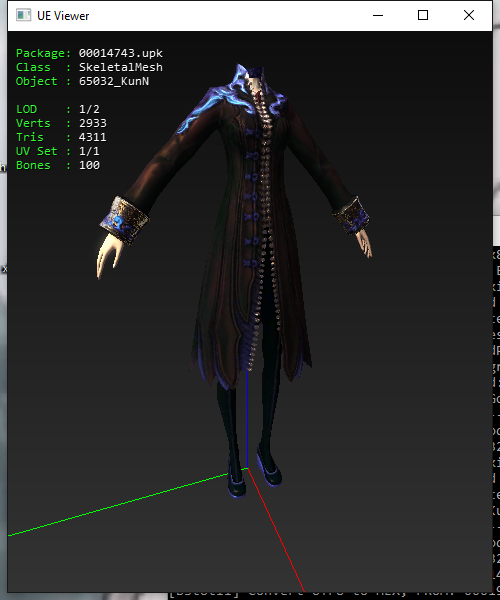 UE Viewer
Package: 00014743.upk
Class : SkeletalMesh
Object : 65032_KunN
LOD : 1/2
Verts : 2933
Tris : 4311
UV Set : 1/1
Bones : 100